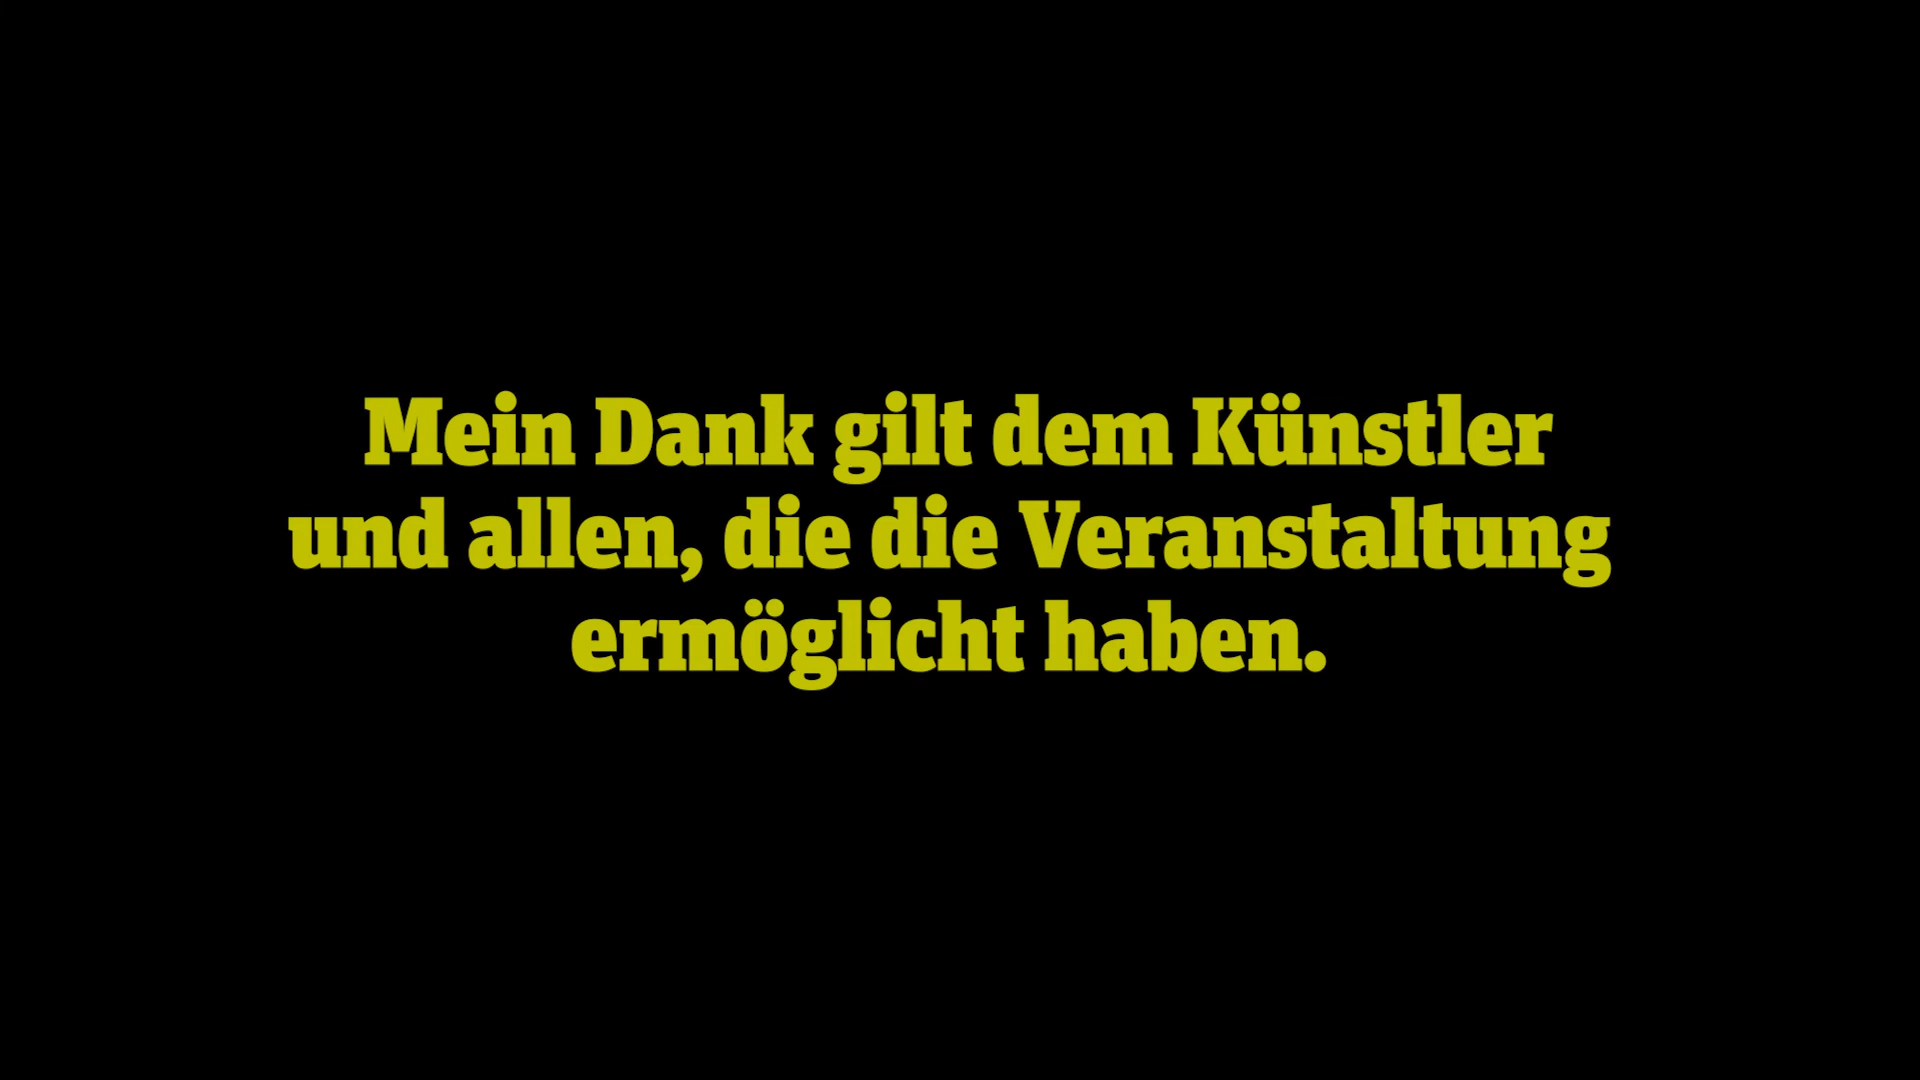 Mein Dank gilt dem Künstler
und allen, die die Veranstaltung
ermöglicht haben.